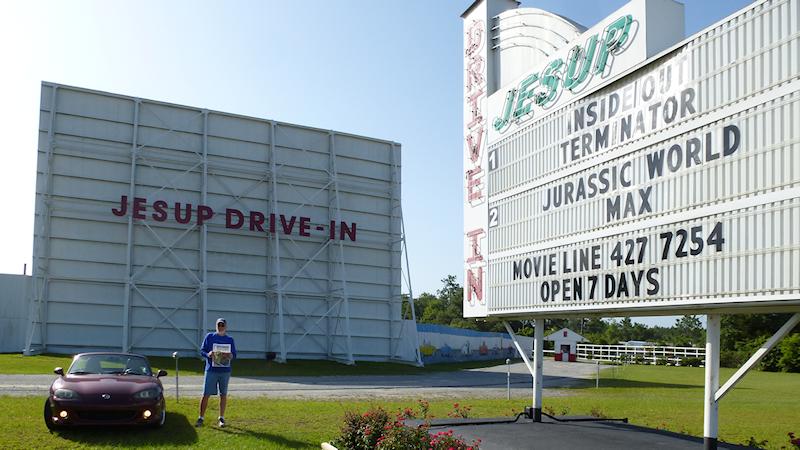 JESUP DRIVE-IN
DRIVE IN
JESUP
INSIDE OUT
1 TERMINATOR
JURASSIC WORLD
2 MAX
MOVIE LINE 427 7254
OPEN 7 DAYS